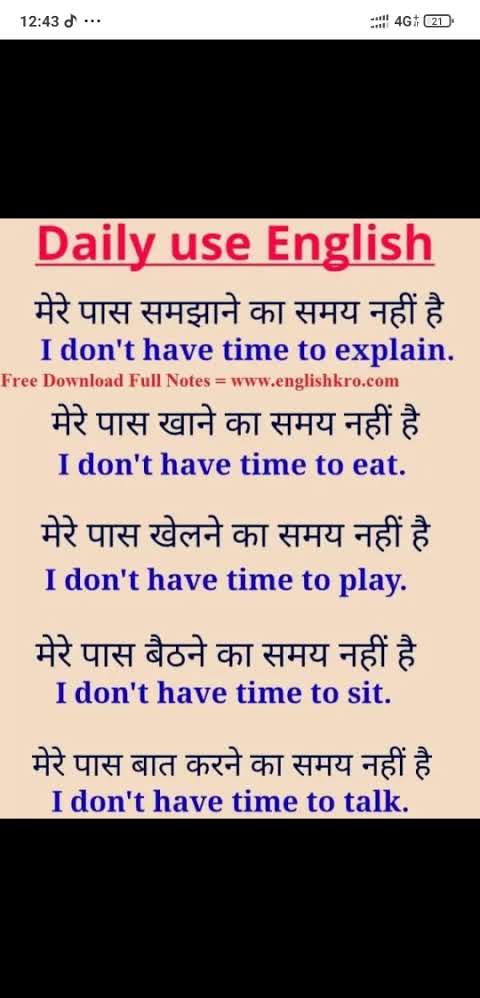 12:43
4G 21
Daily use English
मेरे पास समझाने का समय नहीं है
I don't have time to explain.
Free Download Full Notes = www.englishkro.com
मेरे पास खाने का समय नहीं है
I don't have time to eat.
मेरे पास खेलने का समय नहीं है
I don't have time to play.
मेरे पास बैठने का समय नहीं है
I don't have time to sit.
मेरे पास बात करने का समय नहीं है
I don't have time to talk.